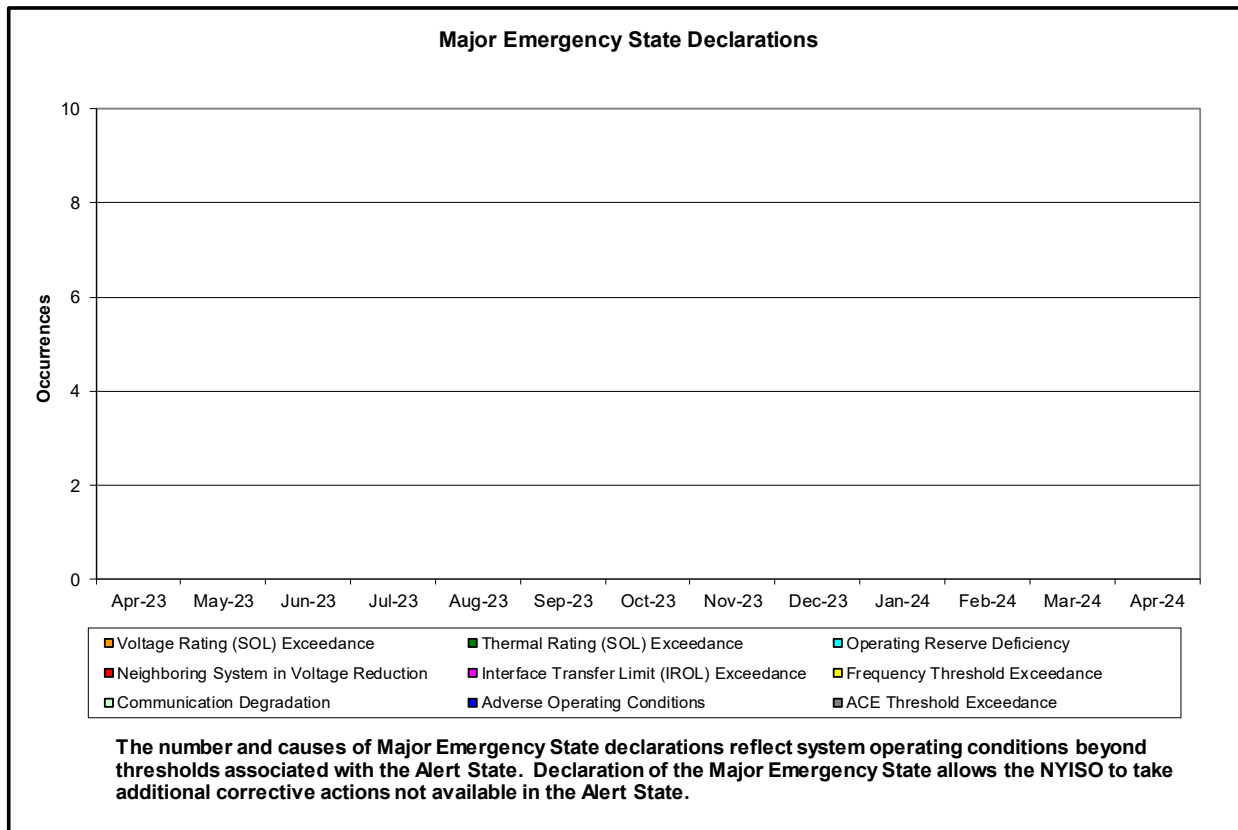 Major Emergency State Declarations
10
8
6
4
2
0
Occurrences
Apr-23 May-23 Jun-23 Jul-23 Aug-23 Sep-23 Oct-23 Nov-23 Dec-23 Jan-24 Feb-24 Mar-24 Apr-24
Voltage Rating (SOL) Exceedance Thermal Rating (SOL) Exceedance Operating Reserve Deficiency
Neighboring System in Voltage Reduction Interface Transfer Limit (IROL) Exceedance Frequency Threshold Exceedance
Communication Degradation Adverse Operating Conditions ACE Threshold Exceedance
The number and causes of Major Emergency State declarations reflect system operating conditions beyond
thresholds associated with the Alert State. Declaration of the Major Emergency State allows the NYISO to take
additional corrective actions not available in the Alert State.